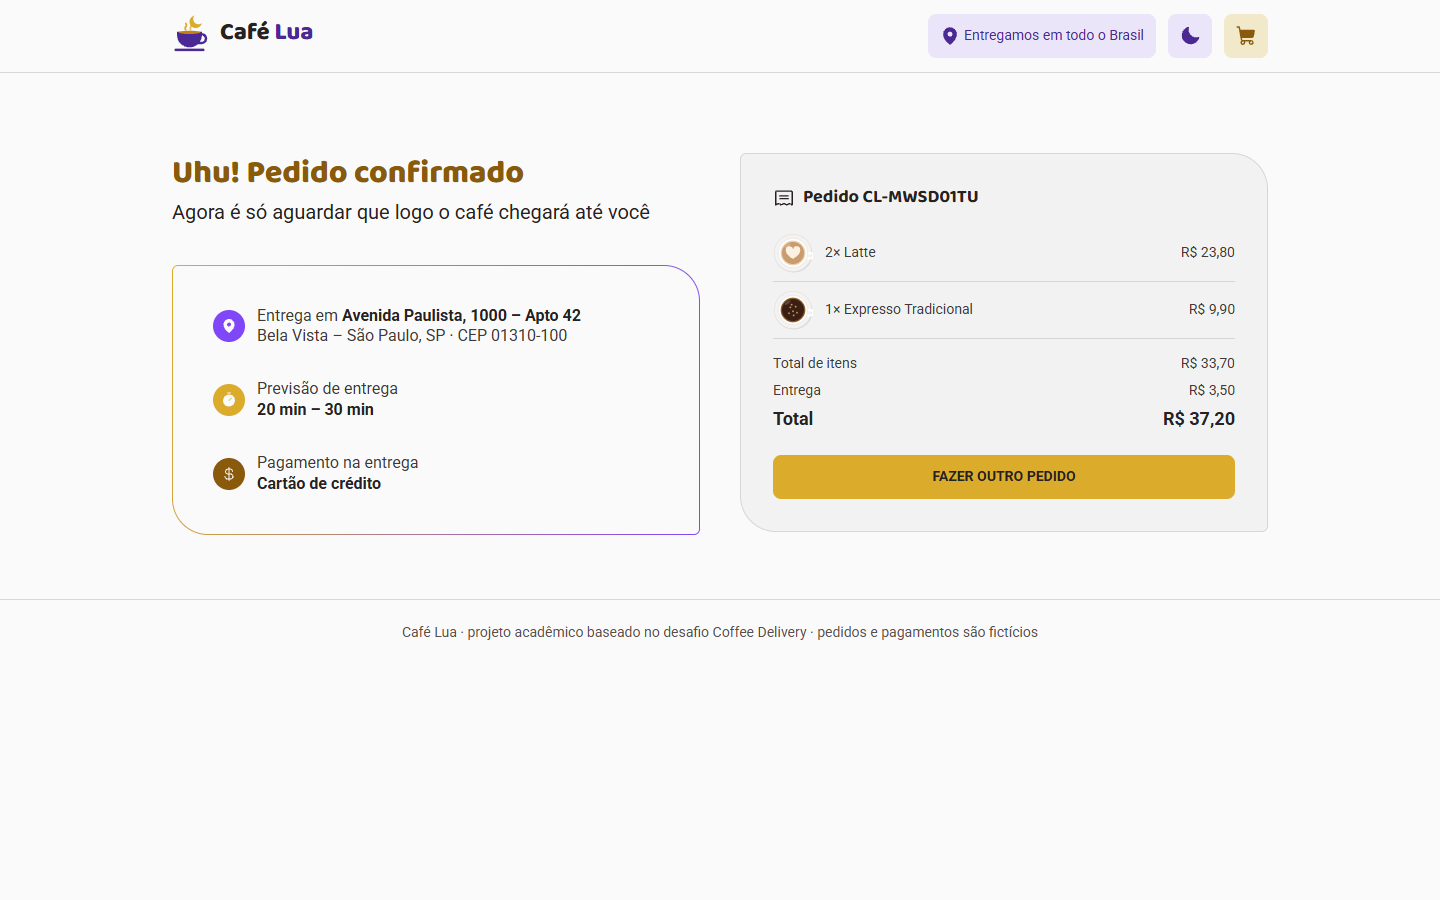 Café Lua
Entregamos em todo o Brasil
Uhu! Pedido confirmado
Agora é só aguardar que logo o café chegará até você
Entrega em Avenida Paulista, 1000 – Apto 42
Bela Vista – São Paulo, SP · CEP 01310-100
Previsão de entrega
20 min – 30 min
Pagamento na entrega
Cartão de crédito
Pedido CL-MWSD01TU
2× Latte R$ 23,80
1× Expresso Tradicional R$ 9,90
Total de itens R$ 33,70
Entrega R$ 3,50
Total R$ 37,20
FAZER OUTRO PEDIDO
Café Lua · projeto acadêmico baseado no desafio Coffee Delivery · pedidos e pagamentos são fictícios